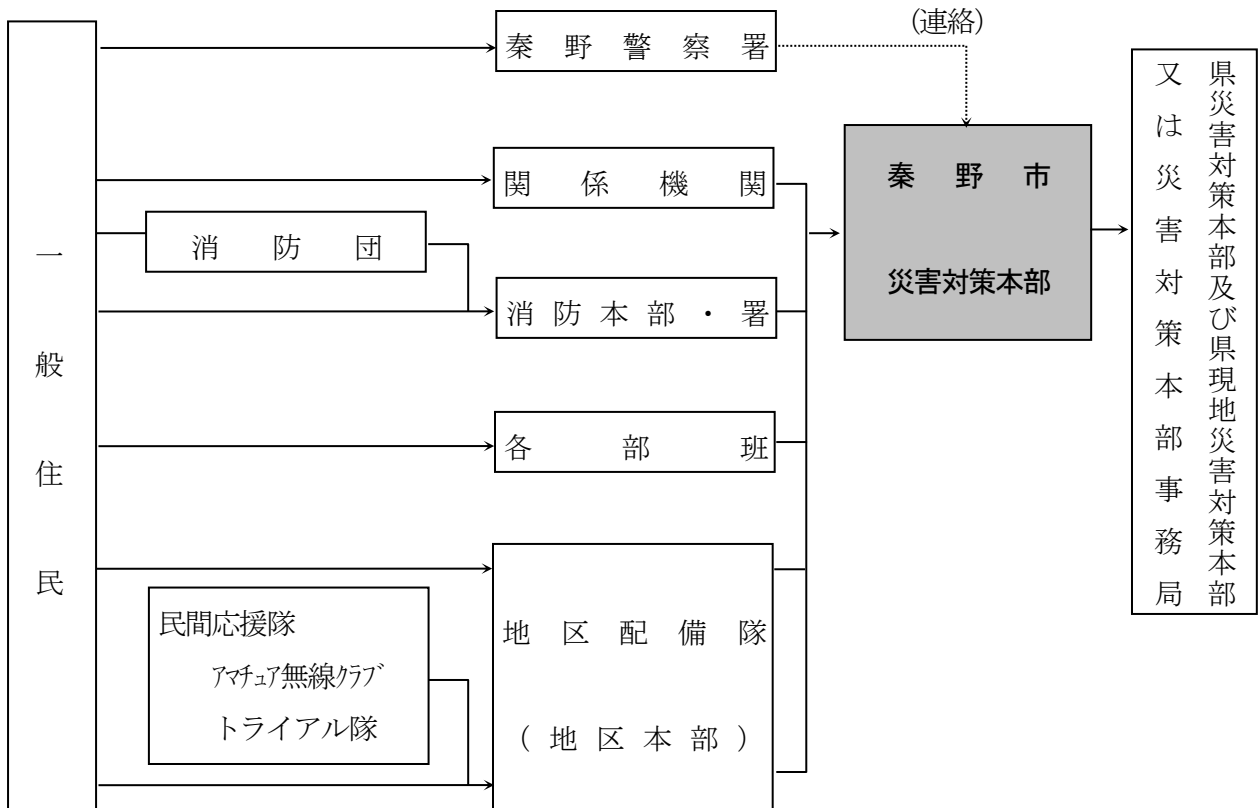 一般住民
秦野警察署
(連絡)
関係機関
消防団
消防本部・署
各部班
民間応援隊
ｱﾏﾁｭｱ無線ｸﾗﾌﾞ
トライアル隊
地区配備隊
(地区本部)
秦野市
災害対策本部
県災害対策本部及び県現地災害対策本部
又は災害対策本部事務局